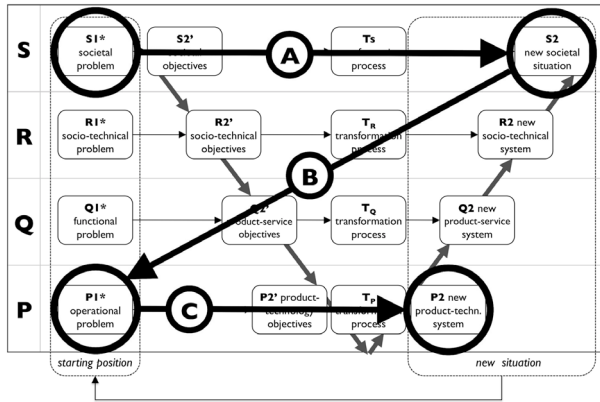 S
S1*
societal
problem
S2'
objectives
A
Ts
process
S2
new societal
situation
R
R1*
socio-technical
problem
R2'
socio-technical
objectives
TR
transformation
process
R2 new
socio-technical
system
B
Q
Q1*
functional
problem
Q2'
product-service
objectives
TQ
transformation
process
Q2 new
product-service
system
P
P1*
operational
problem
C
P2' product-
technology
objectives
TP
process
P2 new
product-techn.
system
starting position
new situation